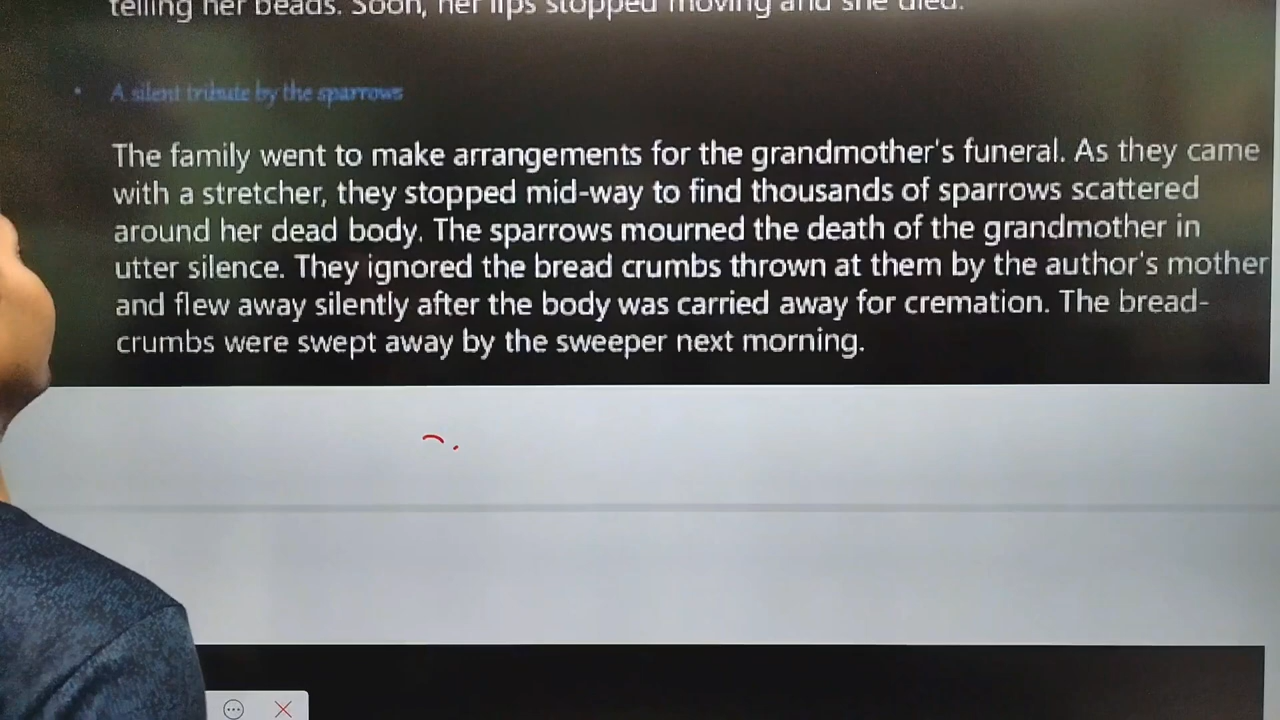 telling her beads. Soon, her lips stopped moving and she died.
• A silent tribute by the sparrows
The family went to make arrangements for the grandmother's funeral. As they came
with a stretcher, they stopped mid-way to find thousands of sparrows scattered
around her dead body. The sparrows mourned the death of the grandmother in
utter silence. They ignored the bread crumbs thrown at them by the author's mother
and flew away silently after the body was carried away for cremation. The bread-
crumbs were swept away by the sweeper next morning.